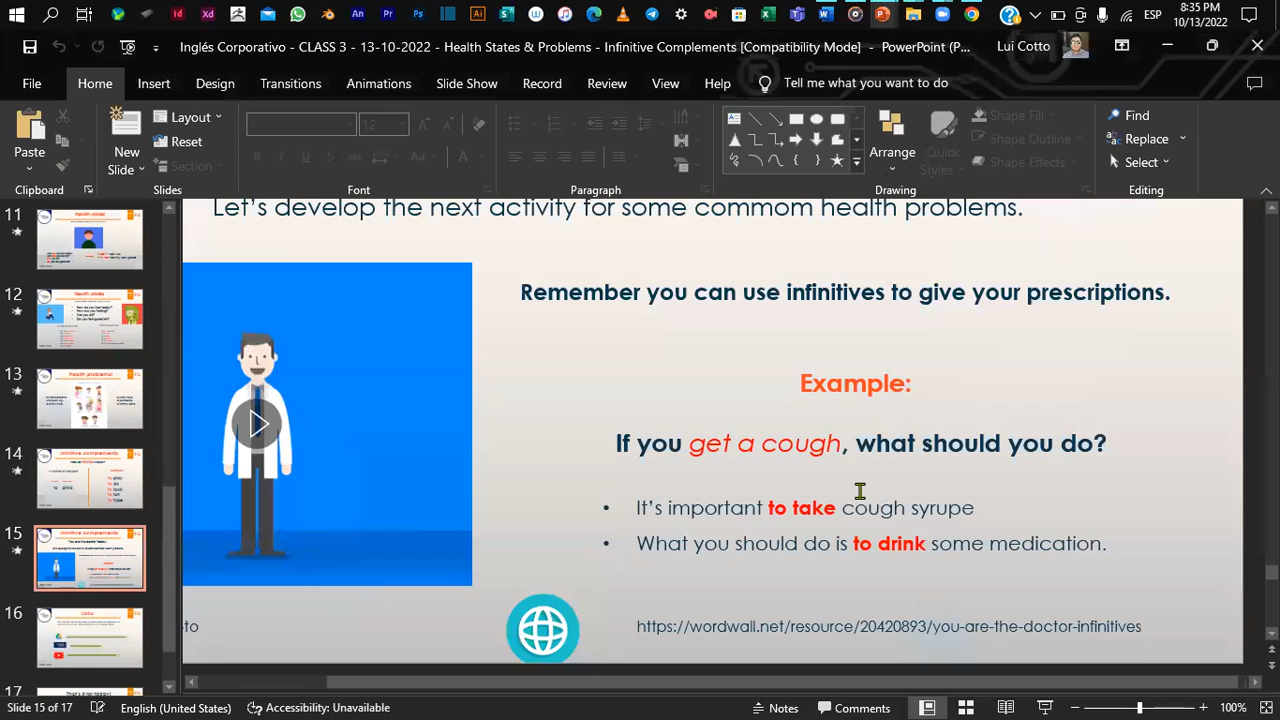 8:35 PM
ESP
10/13/2022
Inglés Corporativo - CLASS 3 - 13-10-2022 - Health States & Problems - Infinitive Complements [Compatibility Mode] - PowerPoint (P...
Lui Cotto
File Home Insert Design Transitions Animations Slide Show Record Review View Help Tell me what you want to do
Paste
New Slide
Layout
Reset
Section
12
Arrange
Quick Styles
Shape Fill
Shape Outline
Shape Effects
Find
Replace
Select
Clipboard Slides Font Paragraph Drawing Editing
11
12
13
14
15
16
17
Let's develop the next activity for some commom health problems.
Remember you can use infinitives to give your prescriptions.
Example:
If you get a cough, what should you do?
• It's important to take cough syrupe
• What you shoul do is to drink some medication.
to
https://wordwall.net/resource/20420893/you-are-the-doctor-infinitives
Slide 15 of 17 English (United States) Accessibility: Unavailable Notes Comments 100%